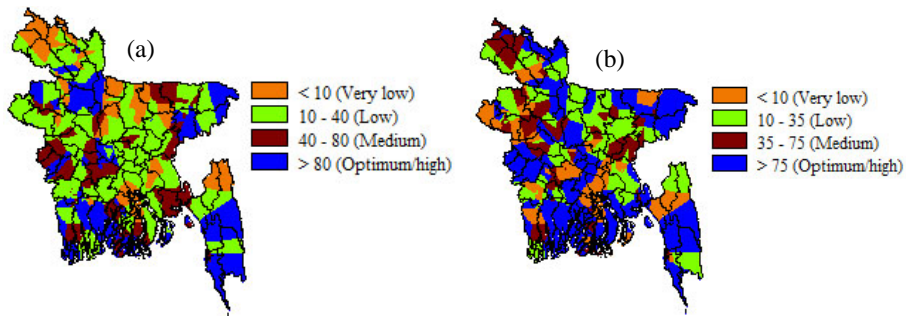 (a)
< 10 (Very low)
10 - 40 (Low)
40 - 80 (Medium)
> 80 (Optimum/high)
(b)
< 10 (Very low)
10 - 35 (Low)
35 - 75 (Medium)
> 75 (Optimum/high)